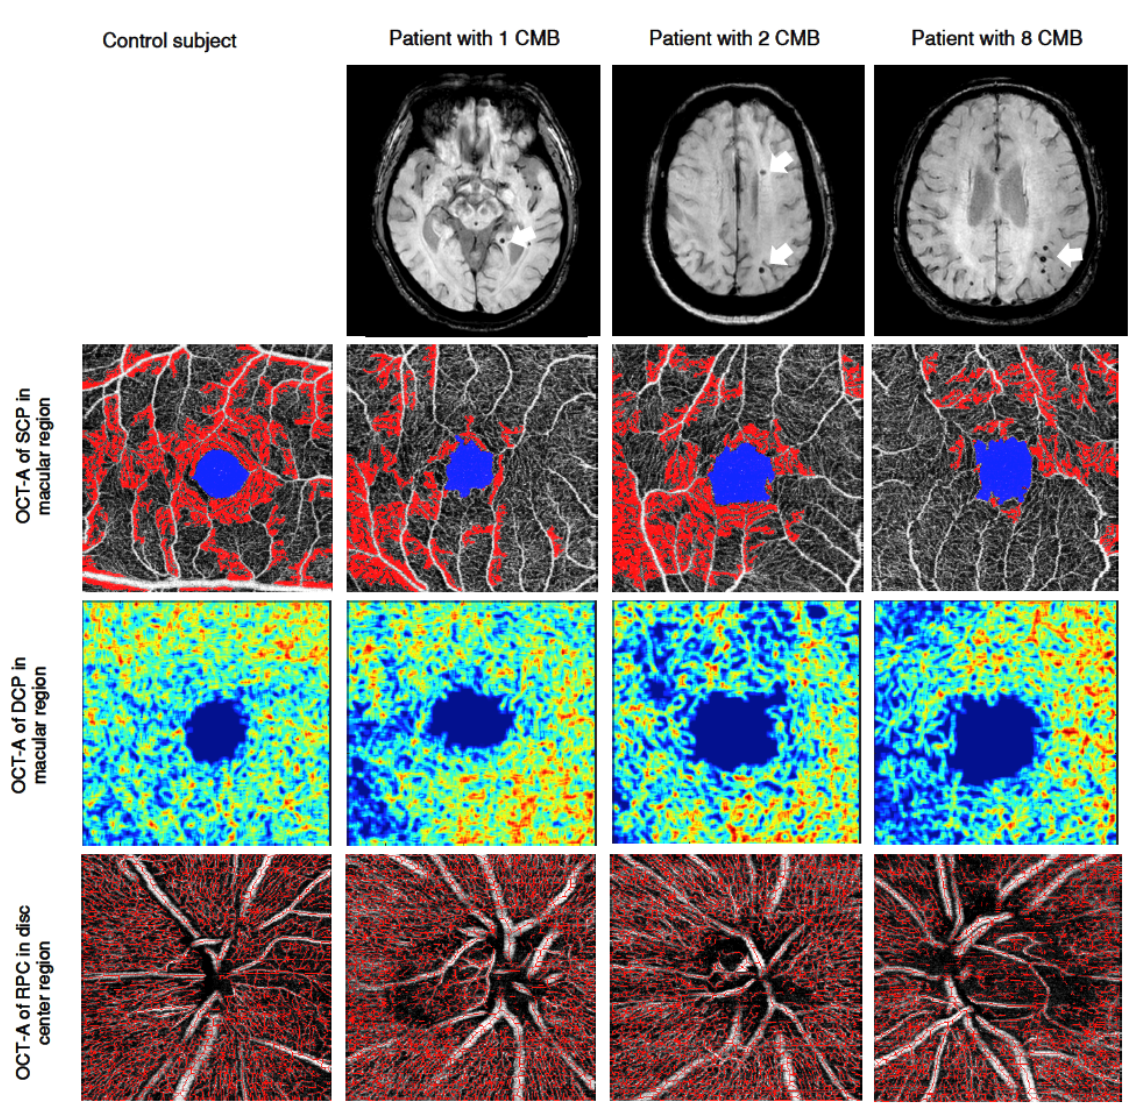 Control subject
Patient with 1 CMB
Patient with 2 CMB
Patient with 8 CMB
OCT-A of SCP in
macular region
OCT-A of DCP in
macular region
OCT-A of RPC in disc
center region